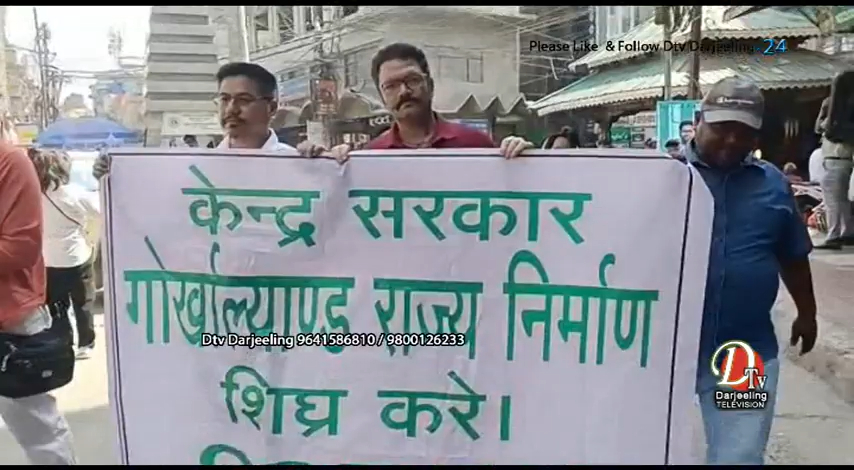 Please Like & Follow Dtv Darjeeling 24
केन्द्र सरकार
गोर्खाल्याण्ड राज्य निर्माण
Dtv Darjeeling 9641586810 / 9800126233
शिघ्र करे।
DTv
Darjeeling
TELEVISION